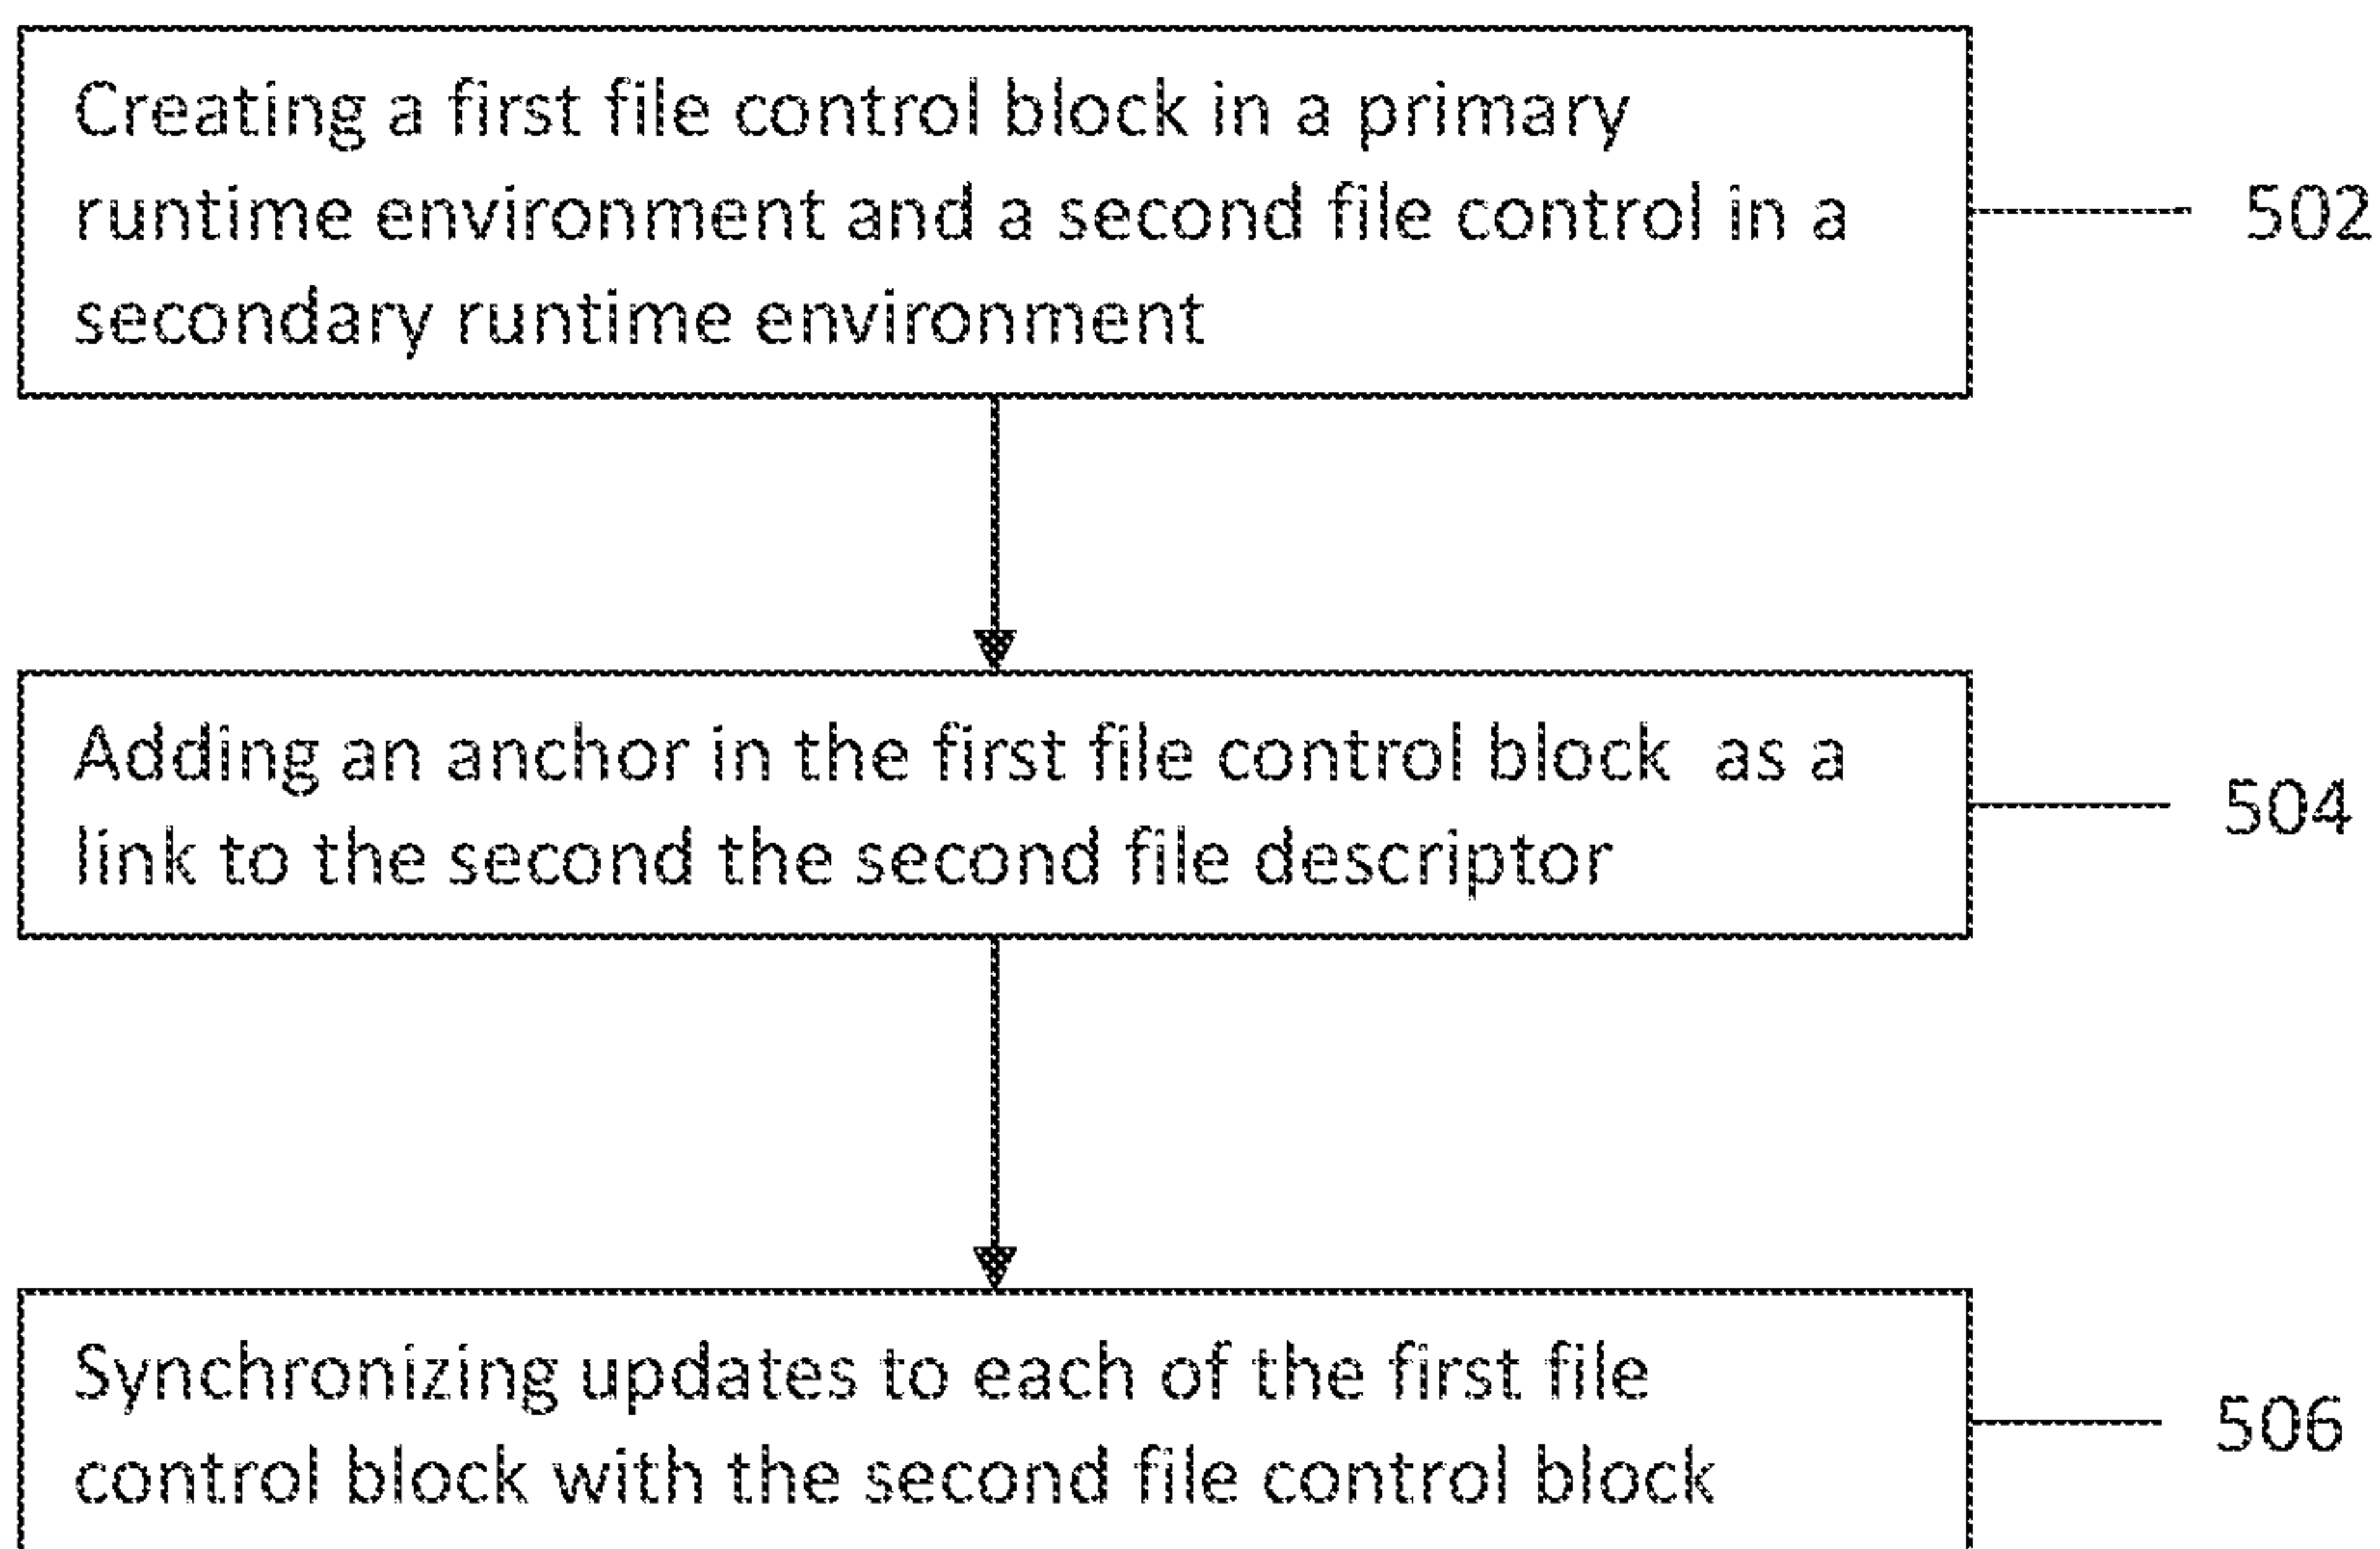 Creating a first file control block in a primary
runtime environment and a second file control in a
secondary runtime environment
502
Adding an anchor in the first file control block as a
link to the second the second file descriptor
504
Synchronizing updates to each of the first file
control block with the second file control block
506